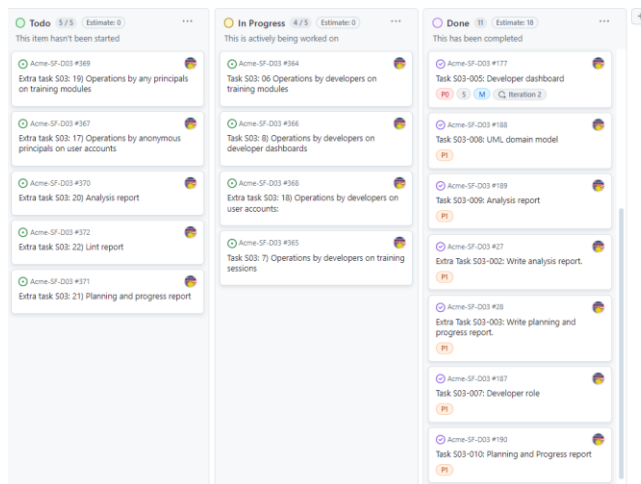 Todo 5 / 5 Estimate: 0
This item hasn't been started
Acme-SF-D03 #369
Extra task S03: 19) Operations by any principals
on training modules
Acme-SF-D03 #367
Extra task S03: 17) Operations by anonymous
principals on user accounts
Acme-SF-D03 #370
Extra task S03: 20) Analysis report
Acme-SF-D03 #372
Extra task S03: 22) Lint report
Acme-SF-D03 #371
Extra task S03: 21) Planning and progress report
In Progress 4 / 5 Estimate: 0
This is actively being worked on
Acme-SF-D03 #364
Task S03: 06 Operations by developers on
training modules
Acme-SF-D03 #366
Task S03: 8) Operations by developers on
developer dashboards
Acme-SF-D03 #368
Extra task S03: 18) Operations by developers on
user accounts:
Acme-SF-D03 #365
Task S03: 7) Operations by developers on training
sessions
Done 11 Estimate: 18
This has been completed
Acme-SF-D03 #177
Task S03-005: Developer dashboard
P0 5 M Iteration 2
Acme-SF-D03 #188
Task S03-008: UML domain model
P1
Acme-SF-D03 #189
Task S03-009: Analysis report
P1
Acme-SF-D03 #27
Extra Task S03-002: Write analysis report.
P1
Acme-SF-D03 #28
Extra Task S03-003: Write planning and
progress report.
P1
Acme-SF-D03 #187
Task S03-007: Developer role
P1
Acme-SF-D03 #190
Task S03-010: Planning and Progress report
P1